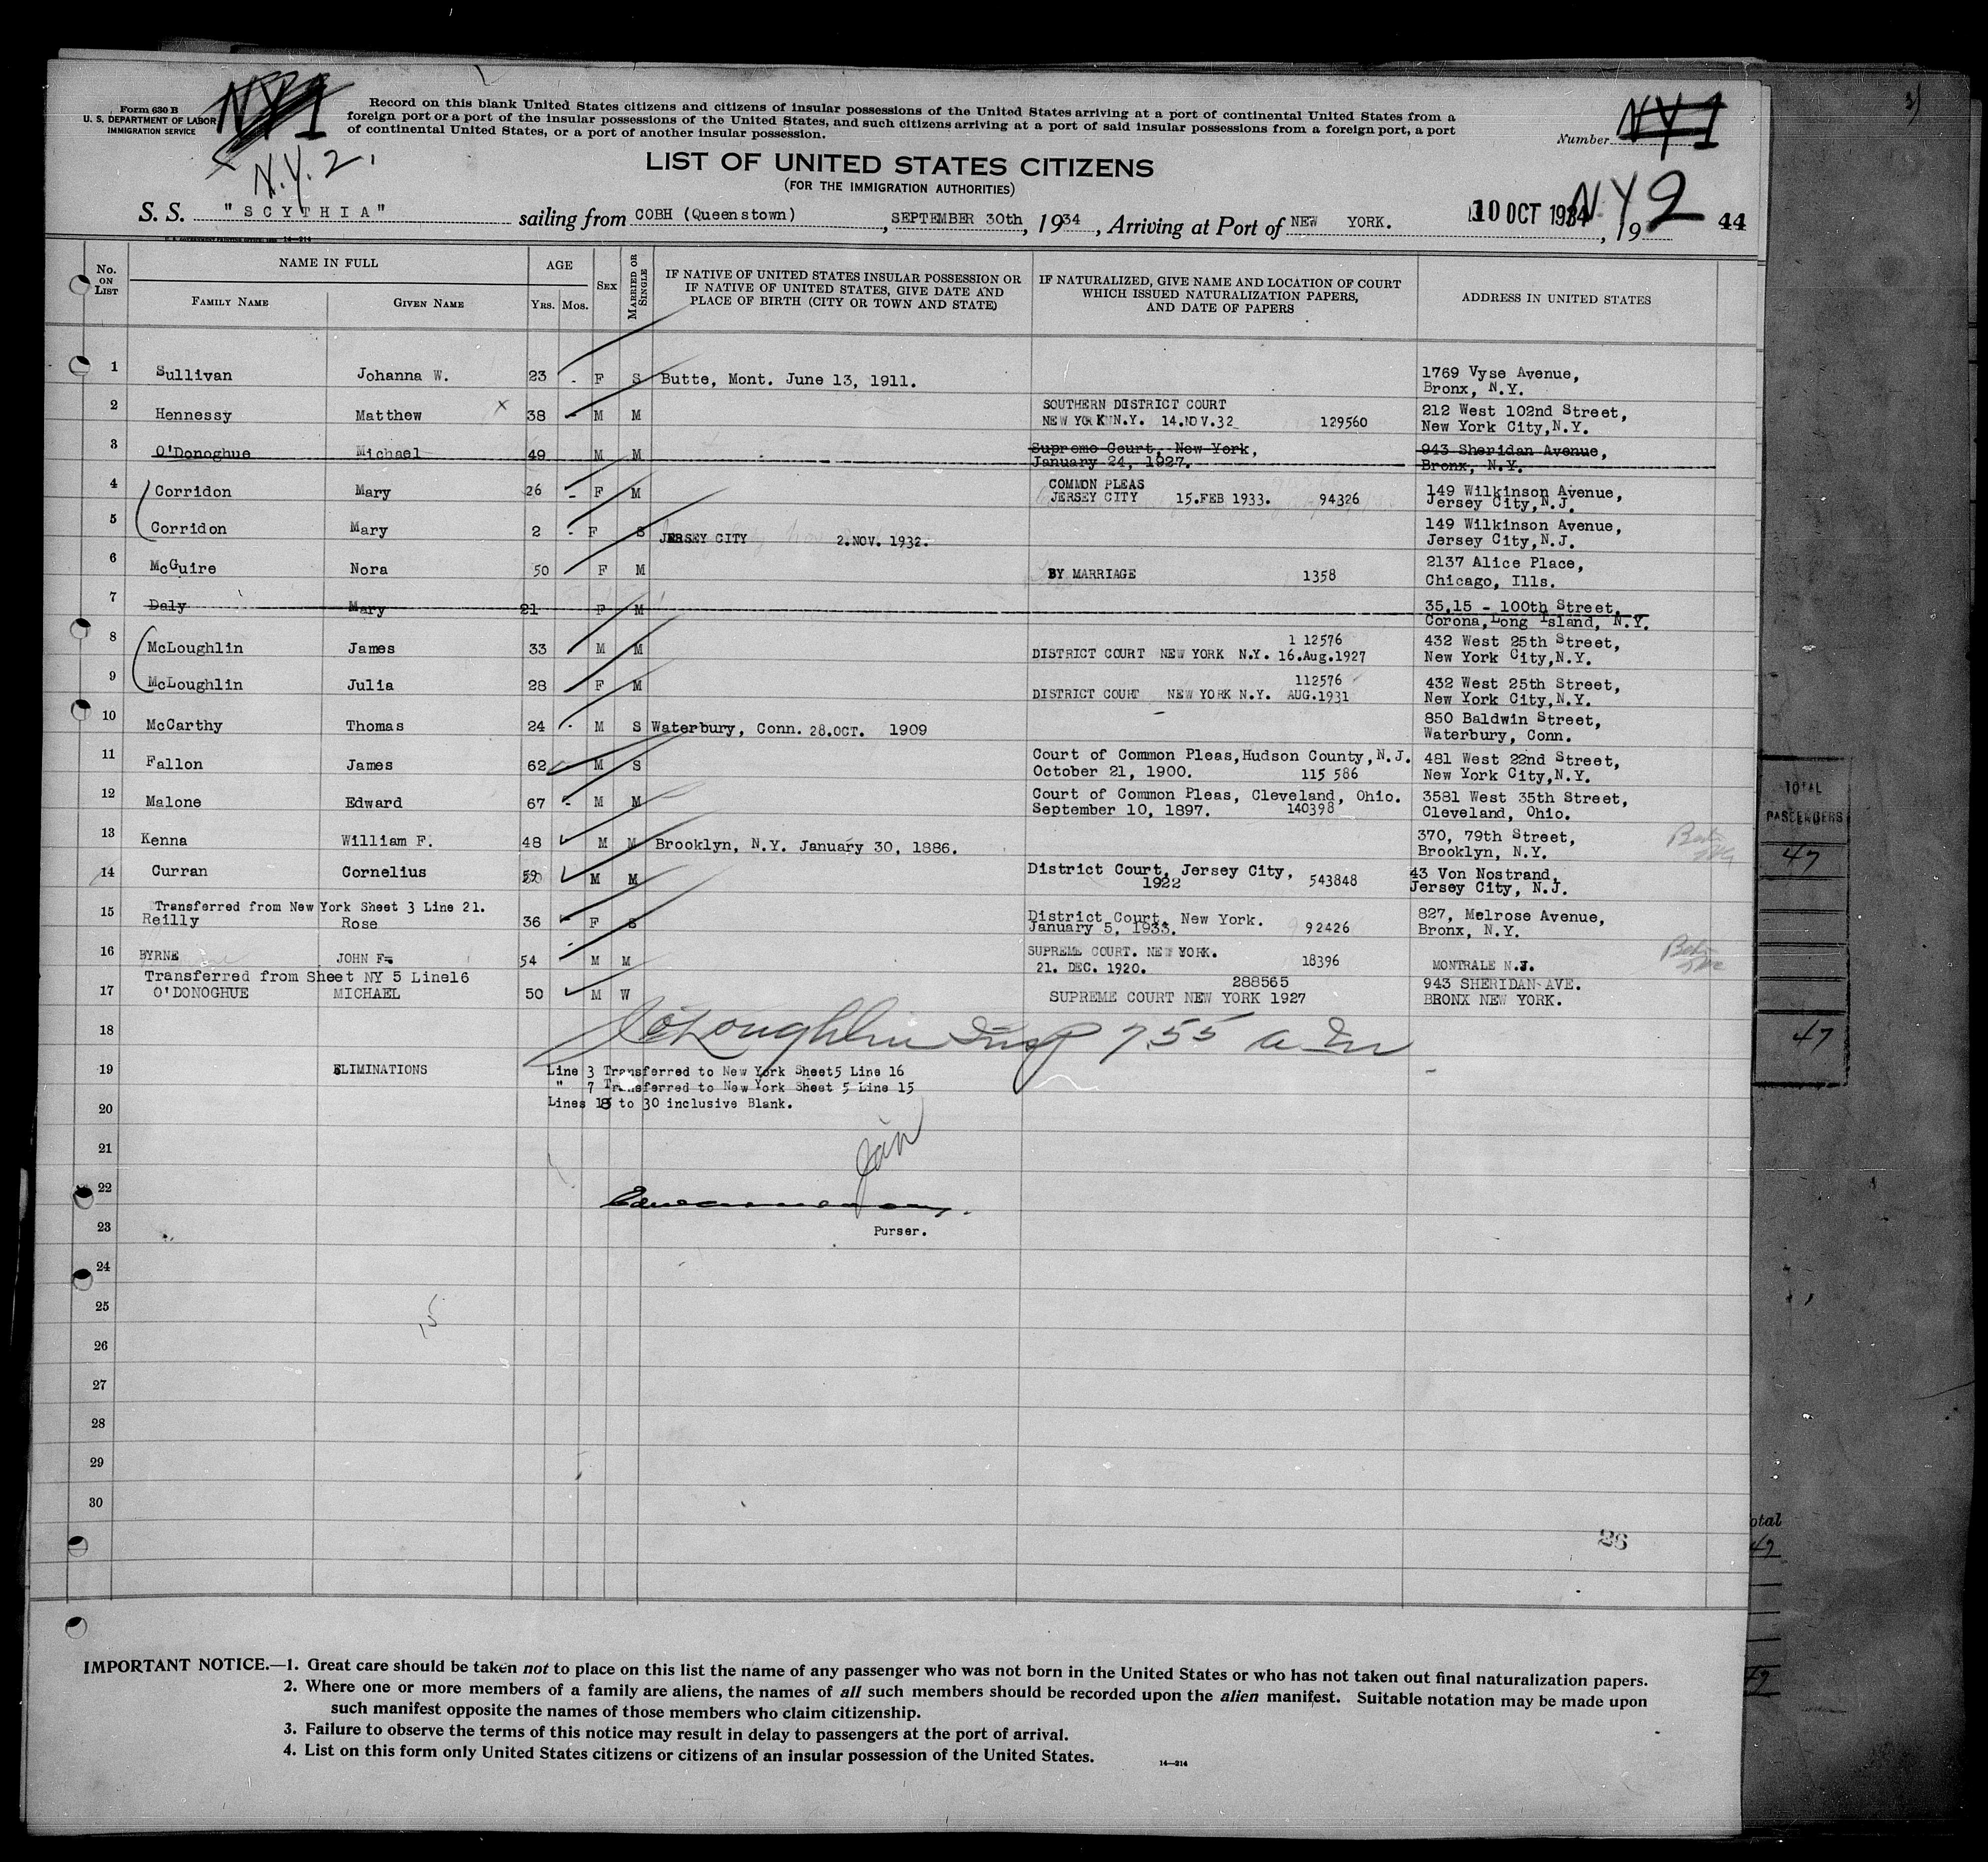 Form 630 B
U. S. DEPARTMENT OF LABOR
IMMIGRATION SERVICE
NY1
N.Y. 2.
Record on this blank United States citizens and citizens of insular possessions of the United States arriving at a port of continental United States from a
foreign port or a port of the insular possessions of the United States, and such citizens arriving at a port of said insular possessions from a foreign port, a port
of continental United States, or a port of another insular possession.
Number NY1
LIST OF UNITED STATES CITIZENS
(FOR THE IMMIGRATION AUTHORITIES)
S. S. "SCYTHIA" sailing from COBH (Queenstown), SEPTEMBER 30th, 1934, Arriving at Port of NEW YORK. 10 OCT 1934, 19 NY2 44
No. ON LIST
NAME IN FULL
FAMILY NAME GIVEN NAME
AGE
YRS. MOS.
SEX
MARRIED OR SINGLE
IF NATIVE OF UNITED STATES INSULAR POSSESSION OR
IF NATIVE OF UNITED STATES, GIVE DATE AND
PLACE OF BIRTH (CITY OR TOWN AND STATE)
IF NATURALIZED, GIVE NAME AND LOCATION OF COURT
WHICH ISSUED NATURALIZATION PAPERS,
AND DATE OF PAPERS
ADDRESS IN UNITED STATES
1 Sullivan Johanna W. 23 - F S Butte, Mont. June 13, 1911. 1769 Vyse Avenue,
Bronx, N.Y.
2 Hennessy Matthew x 38 - M M SOUTHERN DISTRICT COURT
NEW YORK N.Y. 14.NOV.32 129560 212 West 102nd Street,
New York City,N.Y.
3 O'Donoghue Michael 49 M M Supreme Court, New York,
January 24, 1927. 943 Sheridan Avenue,
Bronx, N.Y.
4 Corridon Mary 26 - F M COMMON PLEAS
JERSEY CITY 15.FEB 1933. 94326 149 Wilkinson Avenue,
Jersey City,N.J.
5 Corridon Mary 2 - F S JERSEY CITY 2.NOV. 1932. 149 Wilkinson Avenue,
Jersey City,N.J.
6 McGuire Nora 50 F M BY MARRIAGE 1358 2137 Alice Place,
Chicago, Ills.
7 Daly Mary 21 F M 35.15 - 100th Street,
Corona,Long Island, N.Y.
8 McLoughlin James 33 M M 1 12576
DISTRICT COURT NEW YORK N.Y. 16.Aug.1927 432 West 25th Street,
New York City,N.Y.
9 McLoughlin Julia 28 F M 112576
DISTRICT COURT NEW YORK N.Y. AUG.1931 432 West 25th Street,
New York City,N.Y.
10 McCarthy Thomas 24 - M S Waterbury, Conn. 28.OCT. 1909 850 Baldwin Street,
Waterbury, Conn.
11 Fallon James 62 M S Court of Common Pleas,Hudson County,N.J.
October 21, 1900. 115 586 481 West 22nd Street,
New York City,N.Y.
12 Malone Edward 67 - M M Court of Common Pleas, Cleveland, Ohio.
September 10, 1897. 140398 3581 West 35th Street,
Cleveland, Ohio.
13 Kenna William F. 48 M M Brooklyn, N.Y. January 30, 1886. 370, 79th Street,
Brooklyn, N.Y.
14 Curran Cornelius 59 M M District Court, Jersey City,
1922 543848 43 Von Nostrand,
Jersey City, N.J.
Transferred from New York Sheet 3 Line 21.
15 Reilly Rose 36 F S District Court, New York.
January 5, 1933. 92426 827, Melrose Avenue,
Bronx, N.Y.
16 BYRNE JOHN F. 54 M M SUPREME COURT. NEW YORK.
21. DEC. 1920. 18396 MONTRALE N.J.
Transferred from Sheet NY 5 Line16
17 O'DONOGHUE MICHAEL 50 M W 288565
SUPREME COURT NEW YORK 1927 943 SHERIDAN AVE.
BRONX NEW YORK.
18 McLoughlin Insp 7 55 a m
19 ELIMINATIONS Line 3 Transferred to New York Sheet5 Line 16
" 7 Transferred to New York Sheet 5 Line 15
20 Lines 18 to 30 inclusive Blank.
21
22
23 Purser.
24
25
26
27
28
29
30
26
TOTAL
PASSENGERS
47
47
otal
IMPORTANT NOTICE.—1. Great care should be taken not to place on this list the name of any passenger who was not born in the United States or who has not taken out final naturalization papers.
2. Where one or more members of a family are aliens, the names of all such members should be recorded upon the alien manifest. Suitable notation may be made upon
such manifest opposite the names of those members who claim citizenship.
3. Failure to observe the terms of this notice may result in delay to passengers at the port of arrival.
4. List on this form only United States citizens or citizens of an insular possession of the United States.
14—214